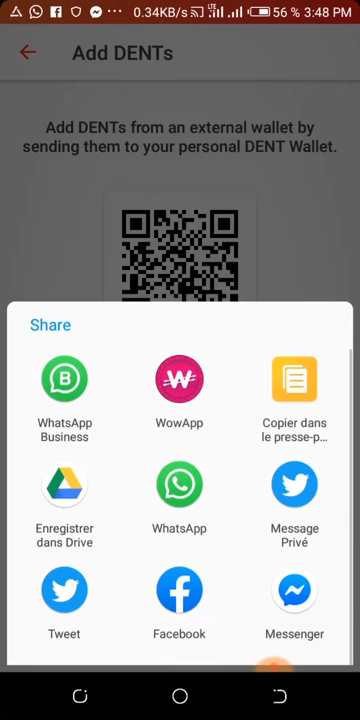 0.34KB/s LTE 56 % 3:48 PM
Add DENTs
Add DENTs from an external wallet by
sending them to your personal DENT Wallet.
Share
WhatsApp
Business
WowApp
Copier dans
le presse-p...
Enregistrer
dans Drive
WhatsApp
Message
Privé
Tweet
Facebook
Messenger